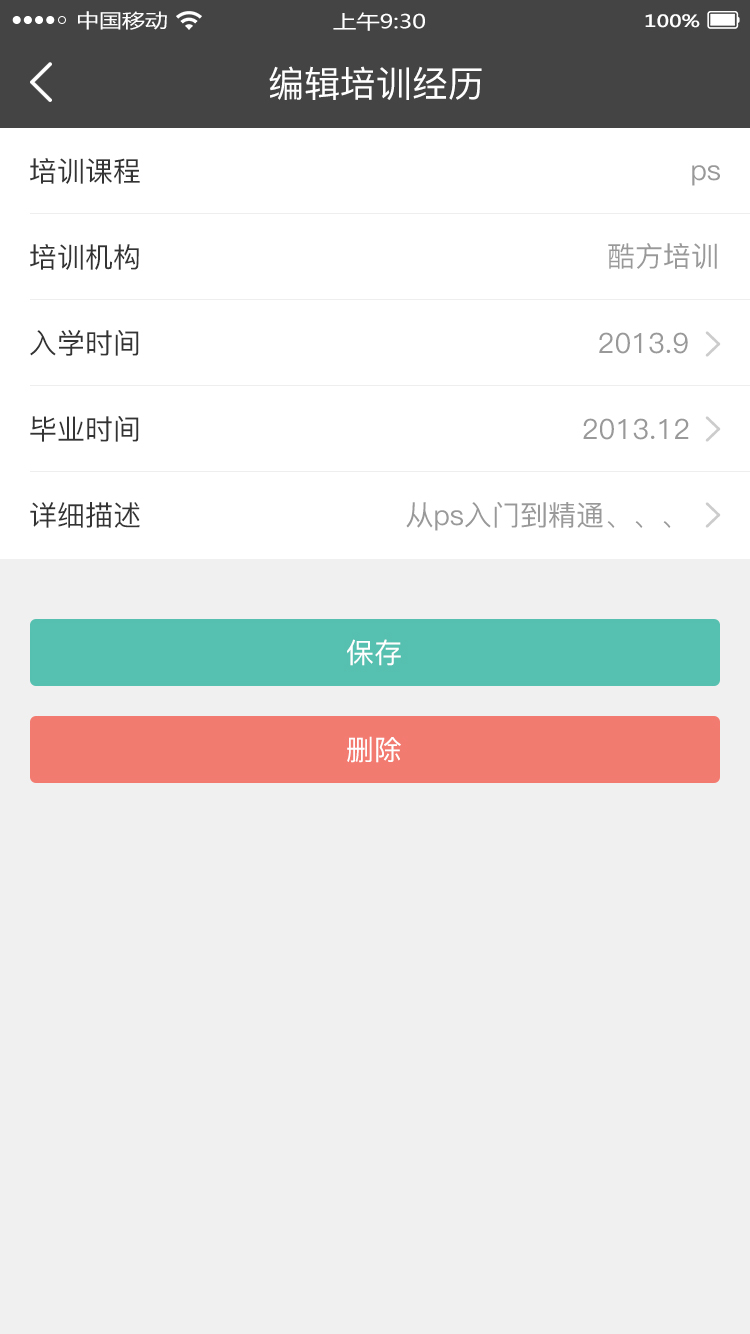 中国移动 上午9:30 100%
编辑培训经历
培训课程 ps
培训机构 酷方培训
入学时间 2013.9
毕业时间 2013.12
详细描述 从ps入门到精通、、、
保存
删除